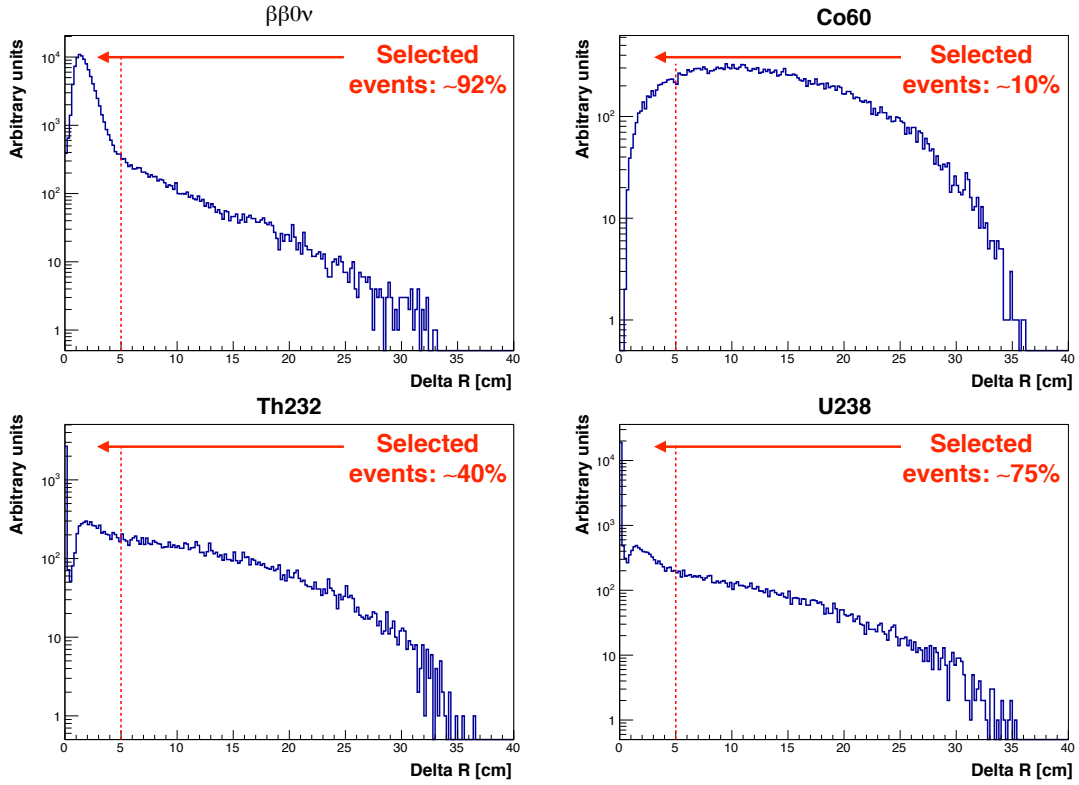 ββ0ν
Arbitrary units
10⁴
10³
10²
10
1
Selected
events: ~92%
0 5 10 15 20 25 30 35 40
Delta R [cm]
Co60
Arbitrary units
10²
10
1
Selected
events: ~10%
0 5 10 15 20 25 30 35 40
Delta R [cm]
Th232
Arbitrary units
10³
10²
10
1
Selected
events: ~40%
0 5 10 15 20 25 30 35 40
Delta R [cm]
U238
Arbitrary units
10⁴
10³
10²
10
1
Selected
events: ~75%
0 5 10 15 20 25 30 35 40
Delta R [cm]